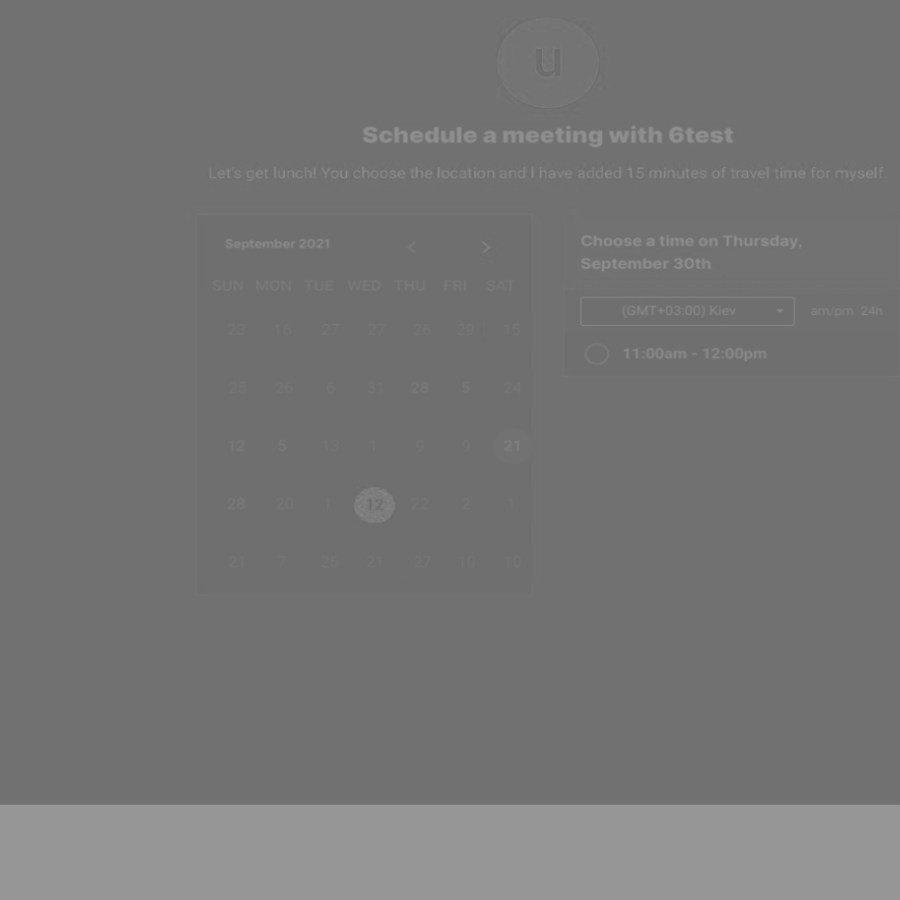 u
Schedule a meeting with 6test
Let's get lunch! You choose the location and I have added 15 minutes of travel time for myself.
September 2021 < >
SUN MON TUE WED THU FRI SAT
23 16 27 27 26 29 15
25 26 6 31 28 5 24
12 5 13 1 9 9 21
28 20 1 12 22 2 1
21 7 25 21 27 10 10
Choose a time on Thursday,
September 30th
(GMT+03:00) Kiev am/pm 24h
11:00am - 12:00pm